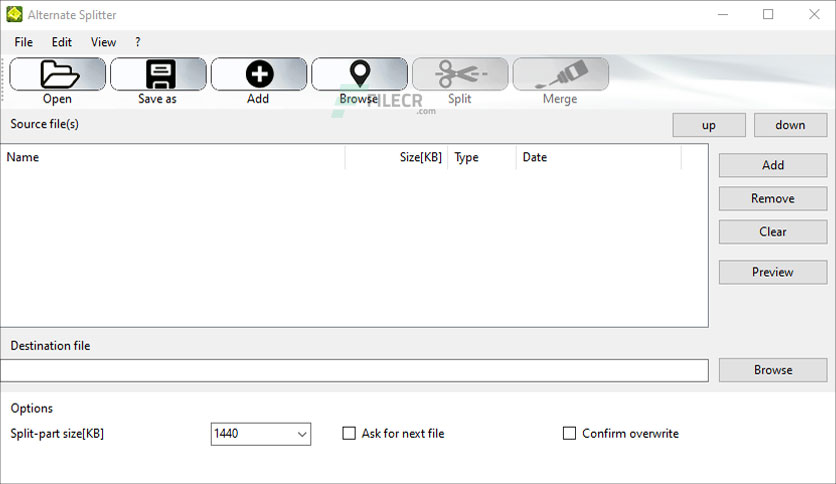 Alternate Splitter
File Edit View ?
Open Save as Add Browse Split Merge
FILECR
.com
Source file(s) up down
Name Size[KB] Type Date
Add
Remove
Clear
Preview
Destination file
Browse
Options
Split-part size[KB] 1440 Ask for next file Confirm overwrite